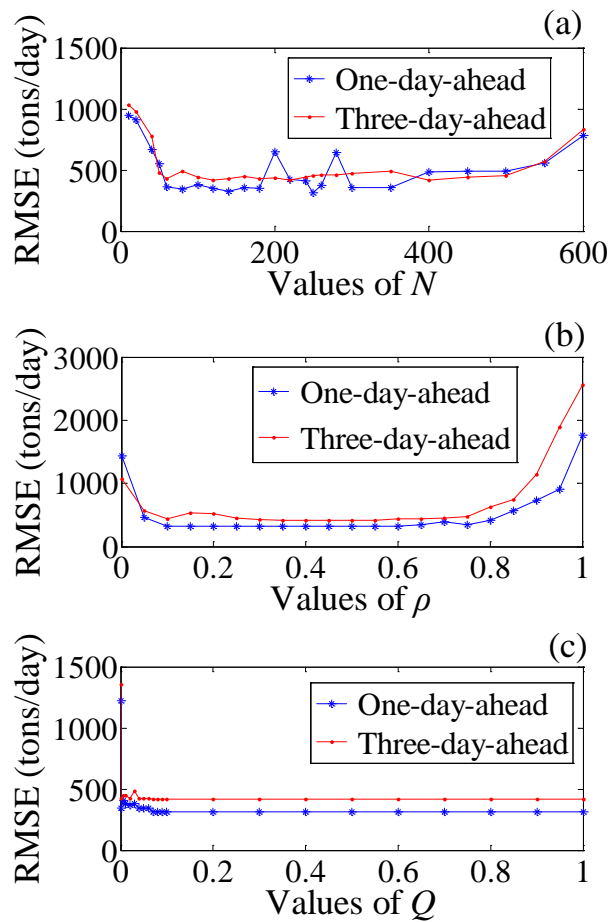 (a)
1500
1000
500
0
RMSE (tons/day)
One-day-ahead
Three-day-ahead
200
400
600
Values of N
(b)
3000
2000
1000
0
RMSE (tons/day)
One-day-ahead
Three-day-ahead
0
0.2
0.4
0.6
0.8
1
Values of ρ
(c)
1500
1000
500
0
RMSE (tons/day)
One-day-ahead
Three-day-ahead
0
0.2
0.4
0.6
0.8
1
Values of Q